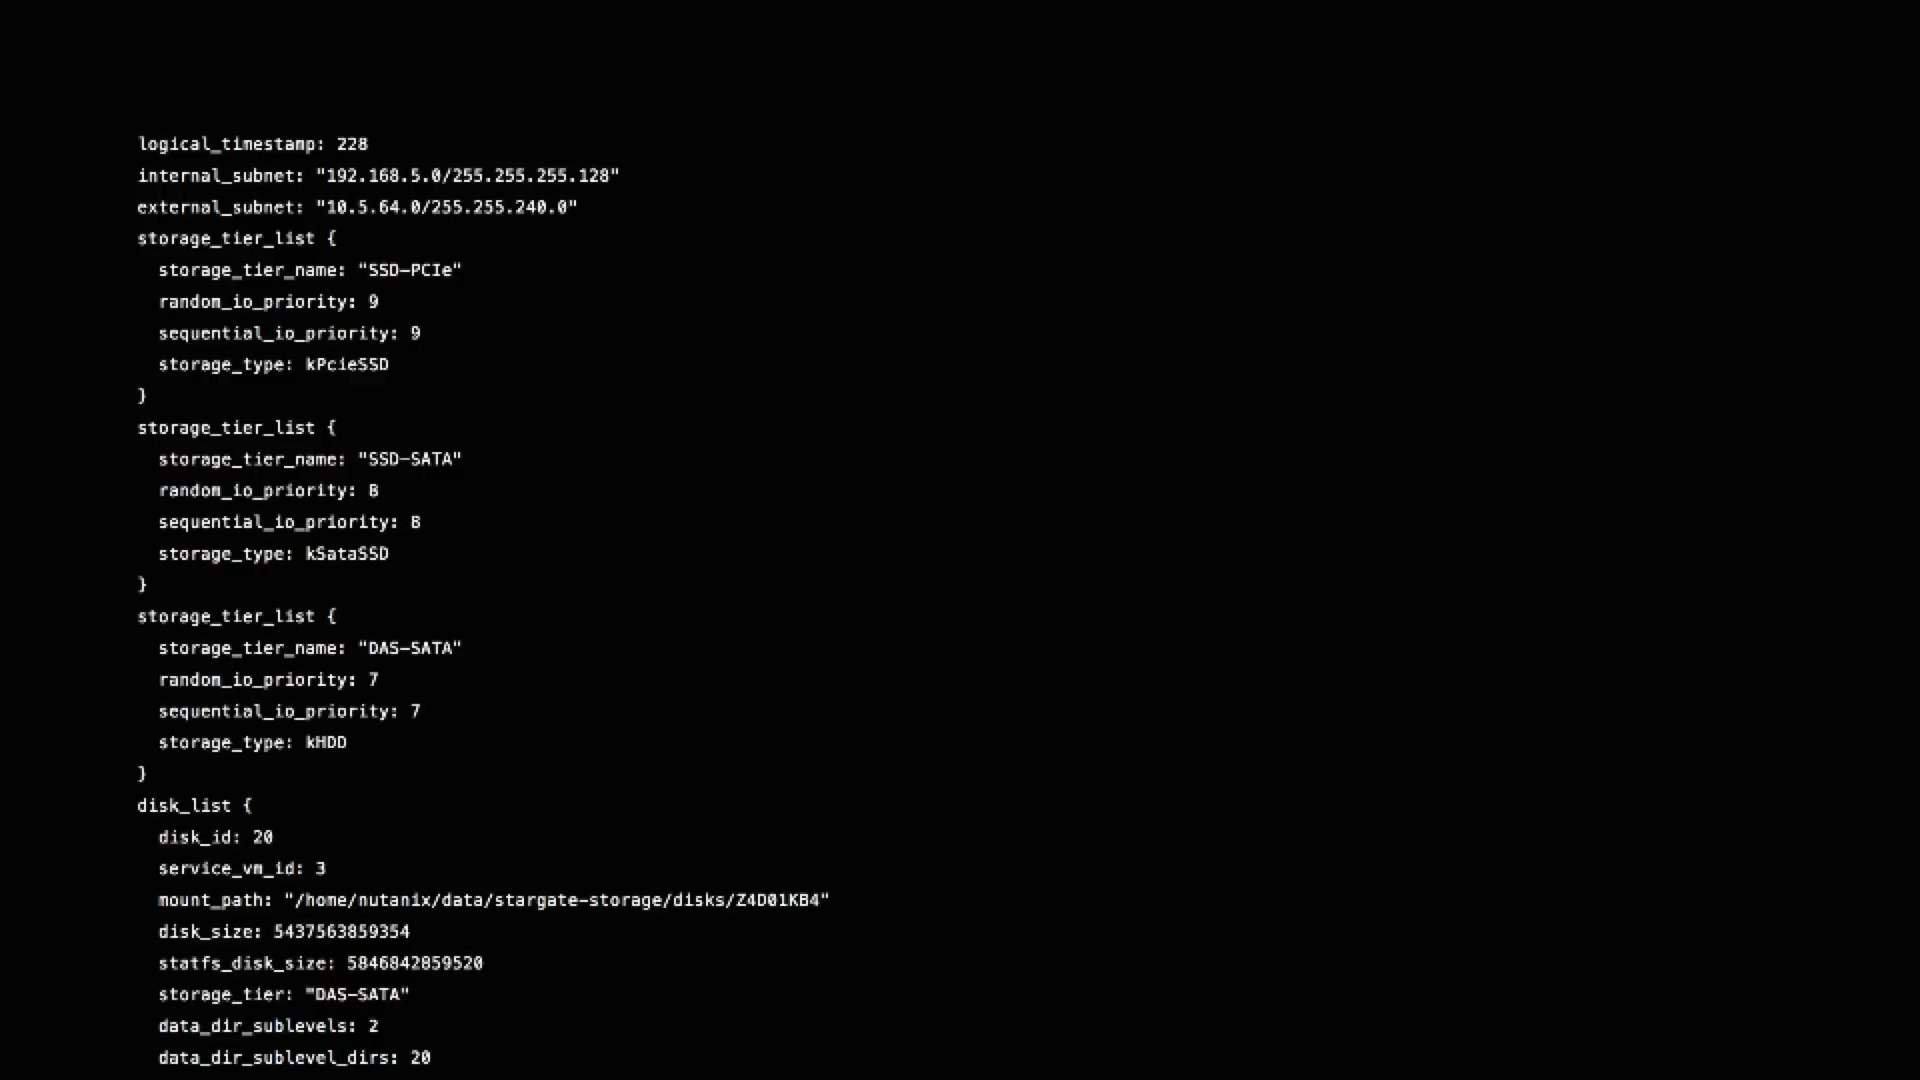 logical_timestamp: 228
internal_subnet: "192.168.5.0/255.255.255.128"
external_subnet: "10.5.64.0/255.255.240.0"
storage_tier_list {
  storage_tier_name: "SSD-PCIe"
  random_io_priority: 9
  sequential_io_priority: 9
  storage_type: kPcieSSD
}
storage_tier_list {
  storage_tier_name: "SSD-SATA"
  random_io_priority: 8
  sequential_io_priority: 8
  storage_type: kSataSSD
}
storage_tier_list {
  storage_tier_name: "DAS-SATA"
  random_io_priority: 7
  sequential_io_priority: 7
  storage_type: kHDD
}
disk_list {
  disk_id: 20
  service_vm_id: 3
  mount_path: "/home/nutanix/data/stargate-storage/disks/Z4D01KB4"
  disk_size: 5437563859354
  statfs_disk_size: 5846842859520
  storage_tier: "DAS-SATA"
  data_dir_sublevels: 2
  data_dir_sublevel_dirs: 20